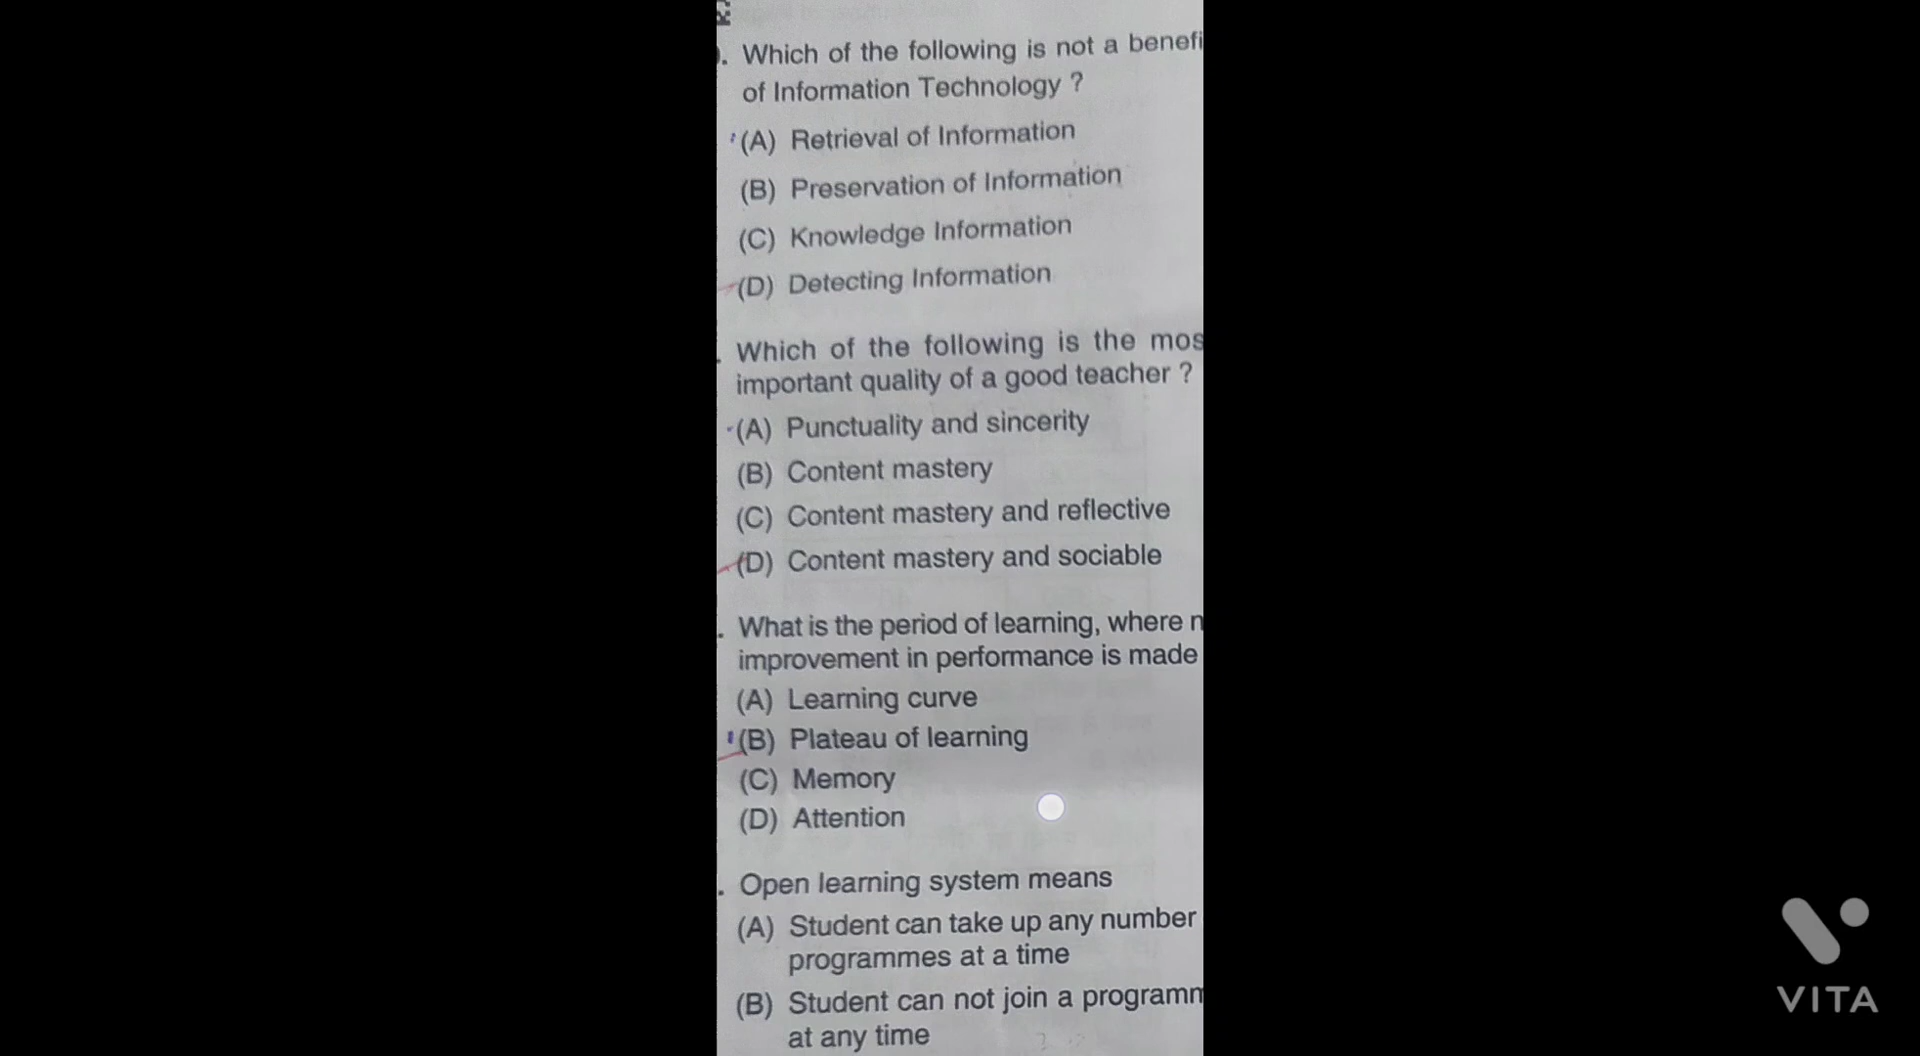 . Which of the following is not a benefi
of Information Technology ?
(A) Retrieval of Information
(B) Preservation of Information
(C) Knowledge Information
(D) Detecting Information
. Which of the following is the mos
important quality of a good teacher ?
(A) Punctuality and sincerity
(B) Content mastery
(C) Content mastery and reflective
(D) Content mastery and sociable
. What is the period of learning, where n
improvement in performance is made
(A) Learning curve
(B) Plateau of learning
(C) Memory
(D) Attention
. Open learning system means
(A) Student can take up any number
programmes at a time
(B) Student can not join a programm
at any time
VITA